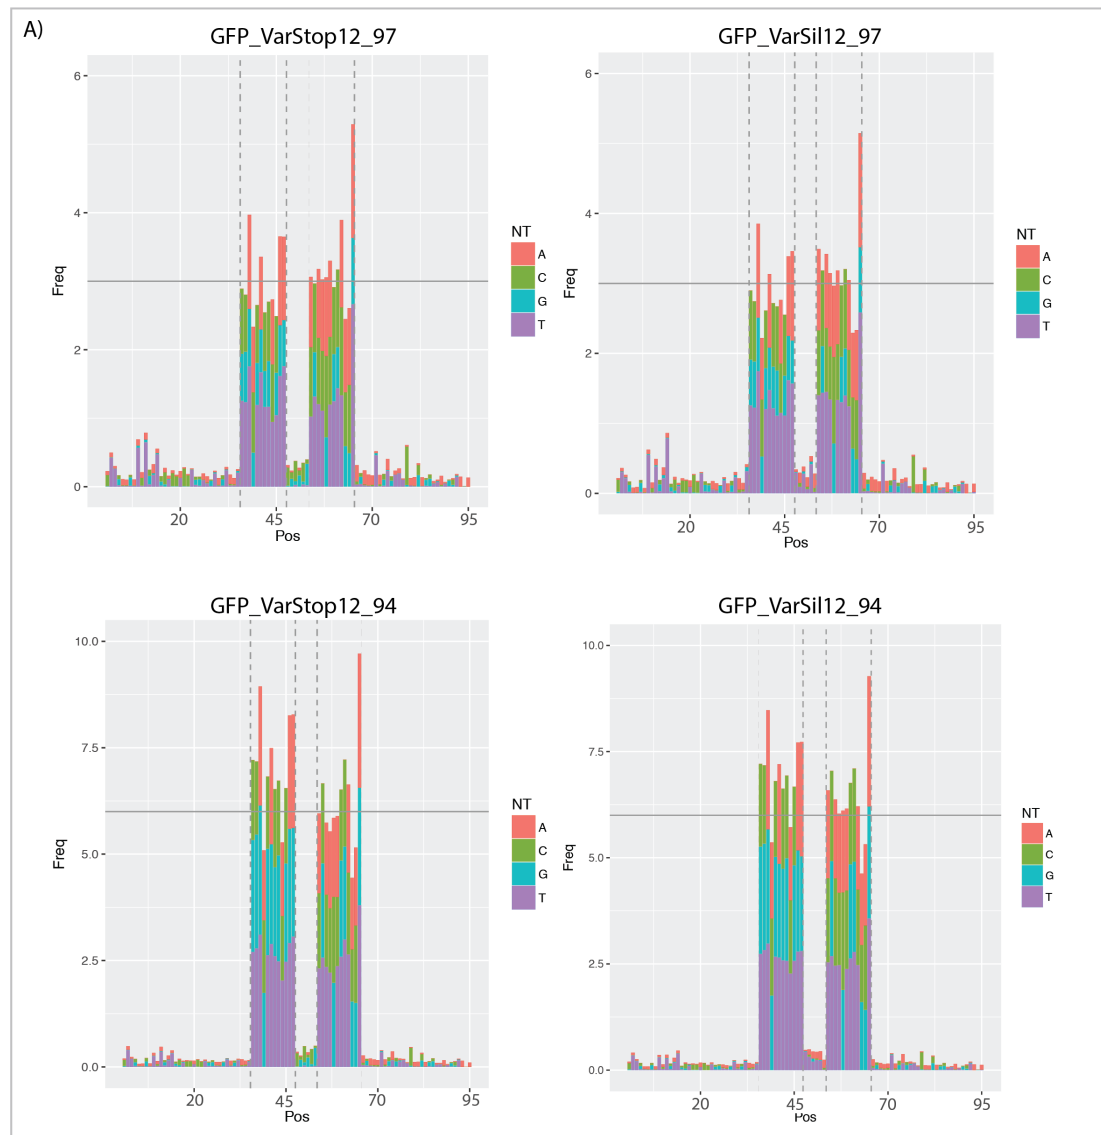 A)
GFP_VarStop12_97
6
4
2
0
Freq
20 45 70 95
Pos
NT
A
C
G
T
GFP_VarSil12_97
6
4
2
0
Freq
20 45 70 95
Pos
NT
A
C
G
T
GFP_VarStop12_94
10.0
7.5
5.0
2.5
0.0
Freq
20 45 70 95
Pos
NT
A
C
G
T
GFP_VarSil12_94
10.0
7.5
5.0
2.5
0.0
Freq
20 45 70 95
Pos
NT
A
C
G
T